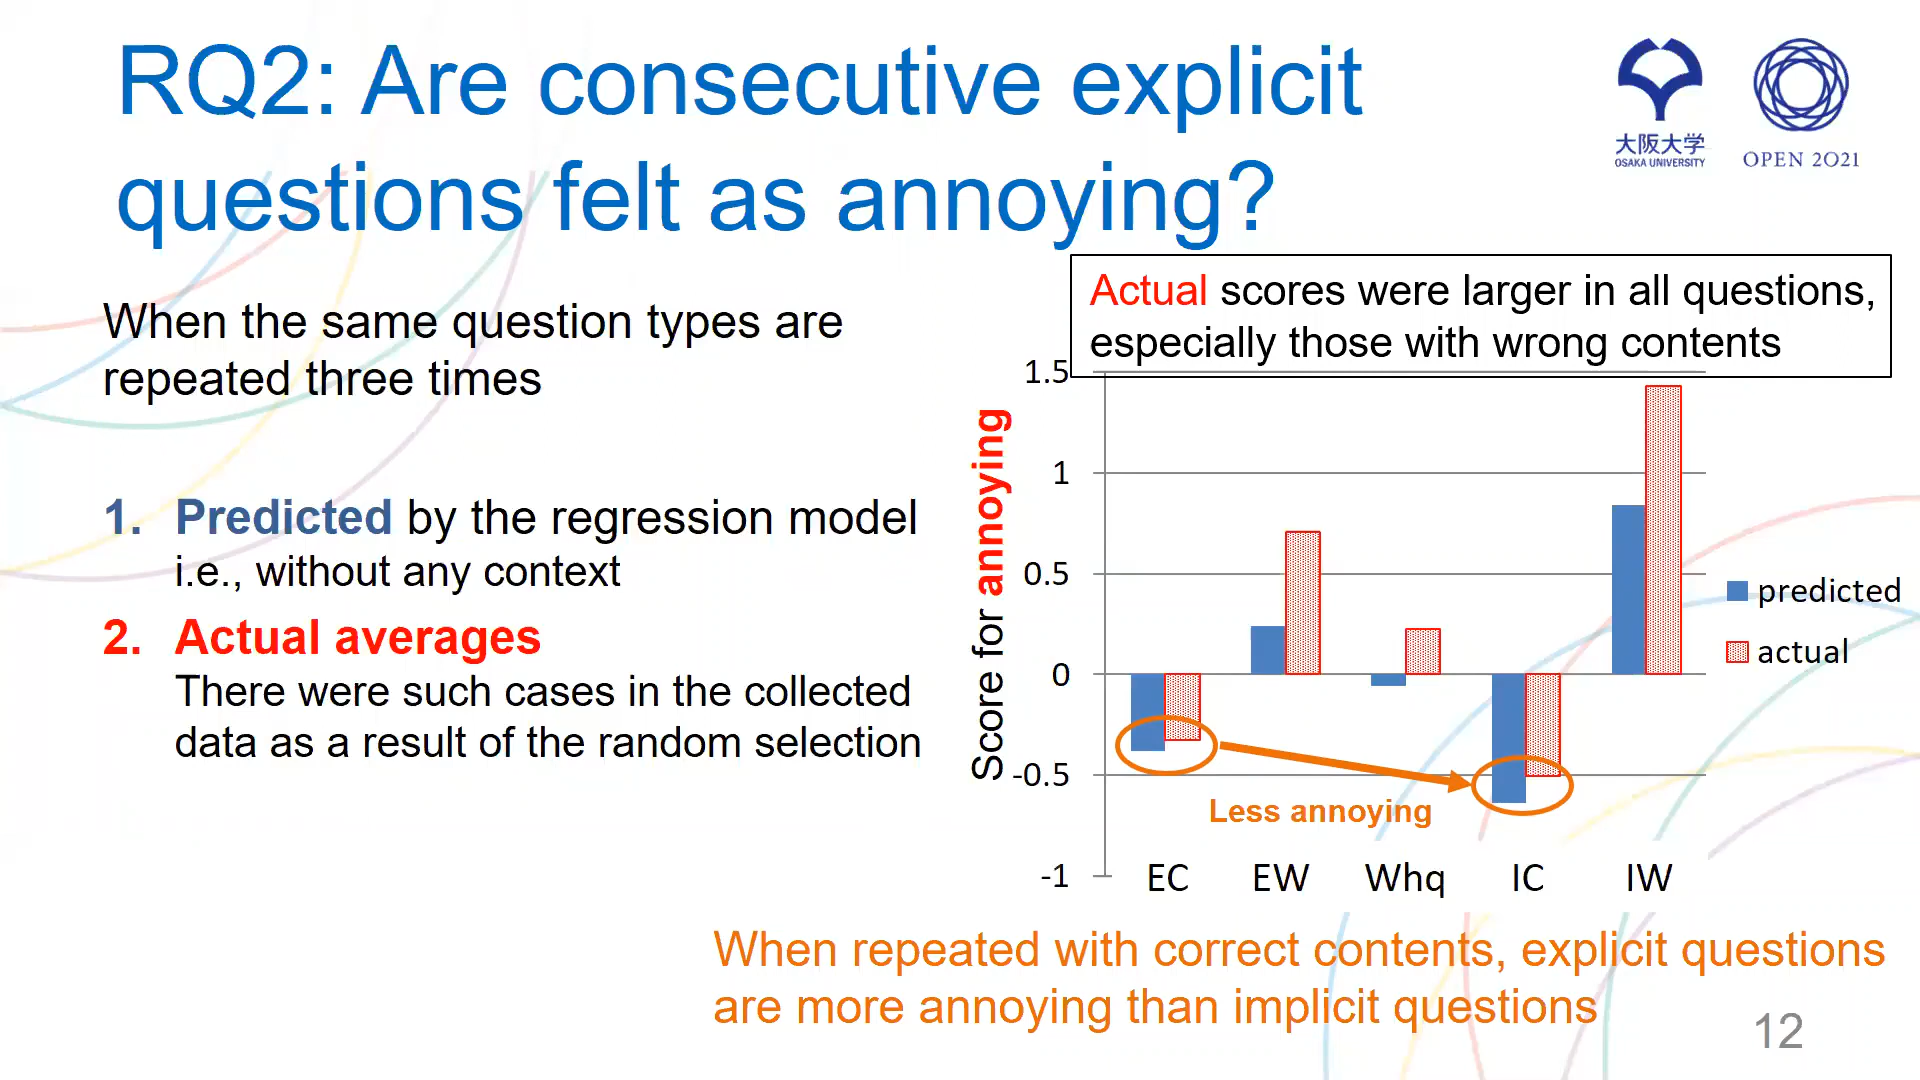 RQ2: Are consecutive explicit
questions felt as annoying?
大阪大学
OSAKA UNIVERSITY
OPEN 2021
When the same question types are
repeated three times
1. Predicted by the regression model
i.e., without any context
2. Actual averages
There were such cases in the collected
data as a result of the random selection
Actual scores were larger in all questions,
especially those with wrong contents
Score for annoying
1.5
1
0.5
0
-0.5
-1
EC EW Whq IC IW
predicted
actual
Less annoying
When repeated with correct contents, explicit questions
are more annoying than implicit questions
12